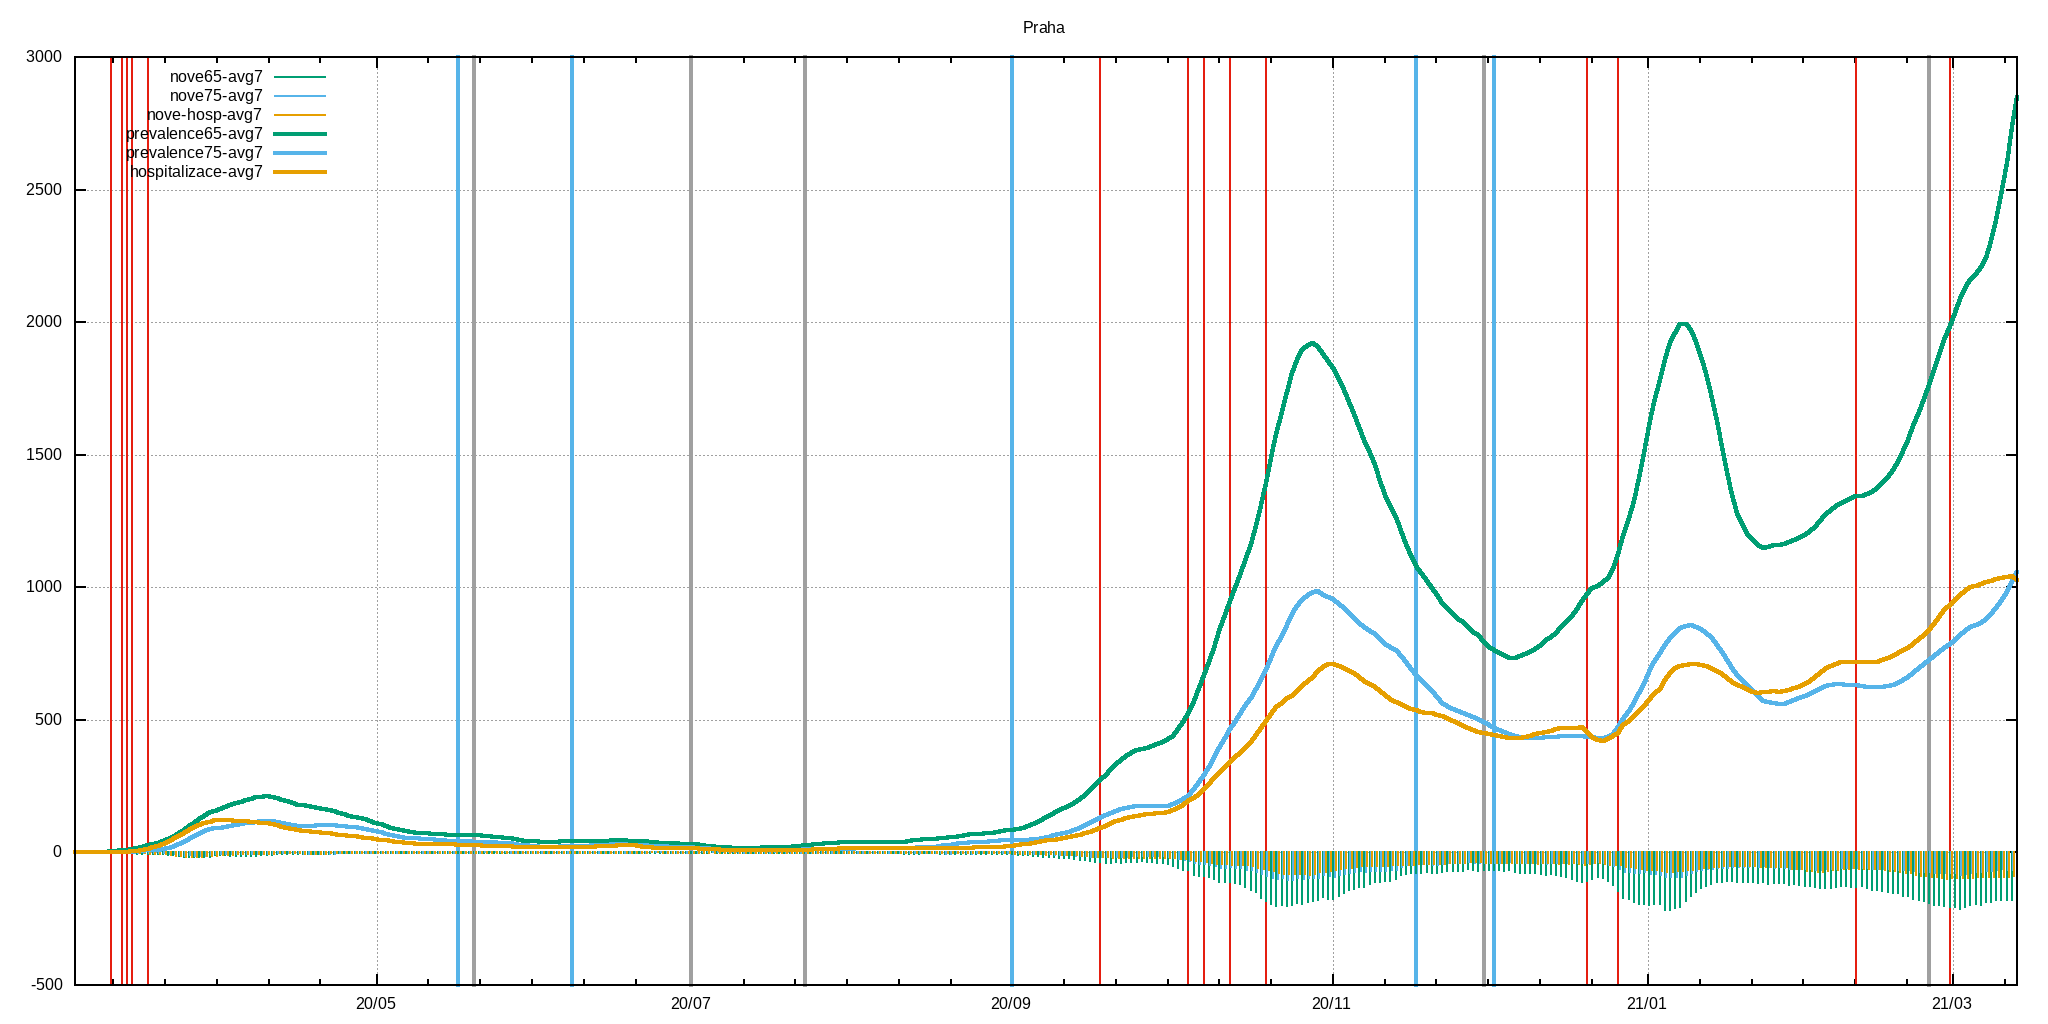 Praha
3000
nove65-avg7
nove75-avg7
nove-hosp-avg7
prevalence65-avg7
prevalence75-avg7
hospitalizace-avg7
2500
2000
1500
1000
500
0
-500
20/05 20/07 20/09 20/11 21/01 21/03